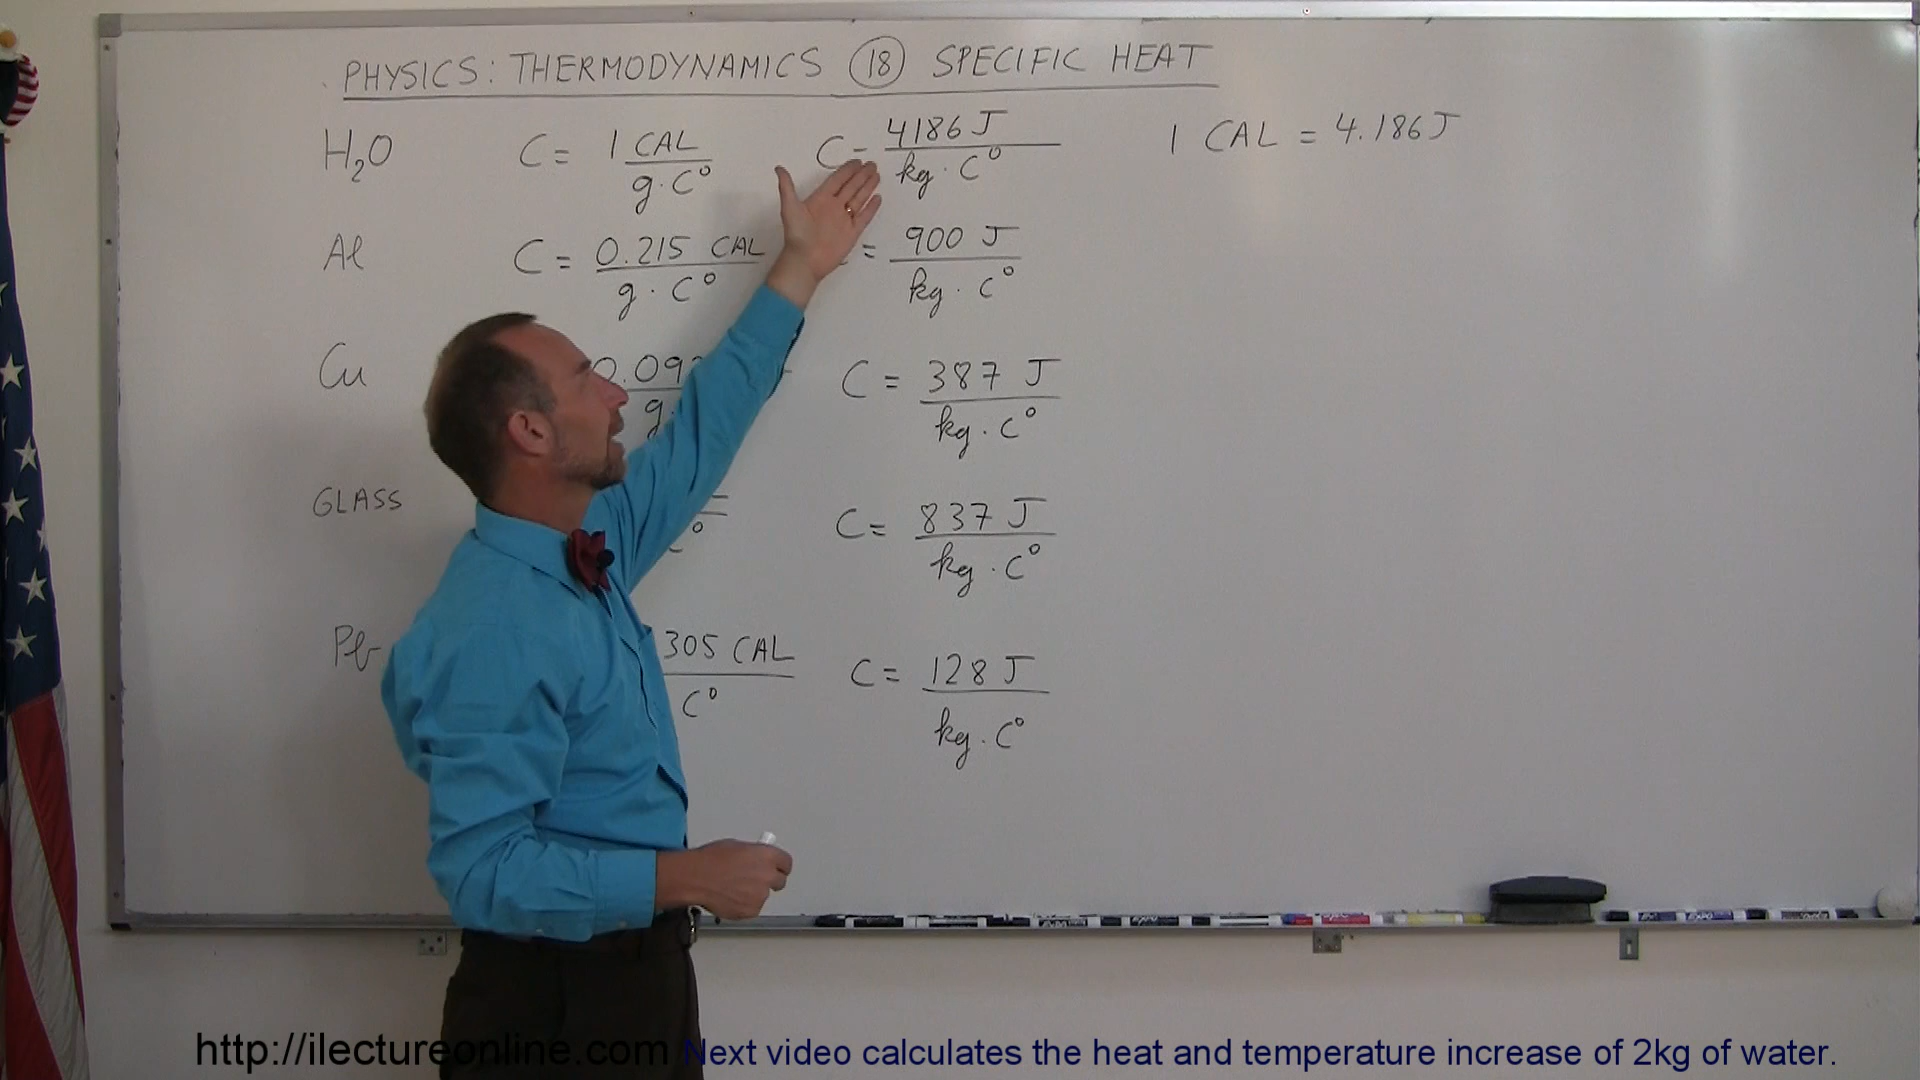 PHYSICS: THERMODYNAMICS 18 SPECIFIC HEAT
H₂O C = 1 CAL / g·C° C = 4186 J / kg·C° 1 CAL = 4.186 J
Al C = 0.215 CAL / g·C° = 900 J / kg·C°
Cu 0.09 / g. C = 387 J / kg·C°
GLASS C° C = 837 J / kg·C°
Pb 305 CAL / C° C = 128 J / kg·C°
http://ilectureonline.com Next video calculates the heat and temperature increase of 2kg of water.